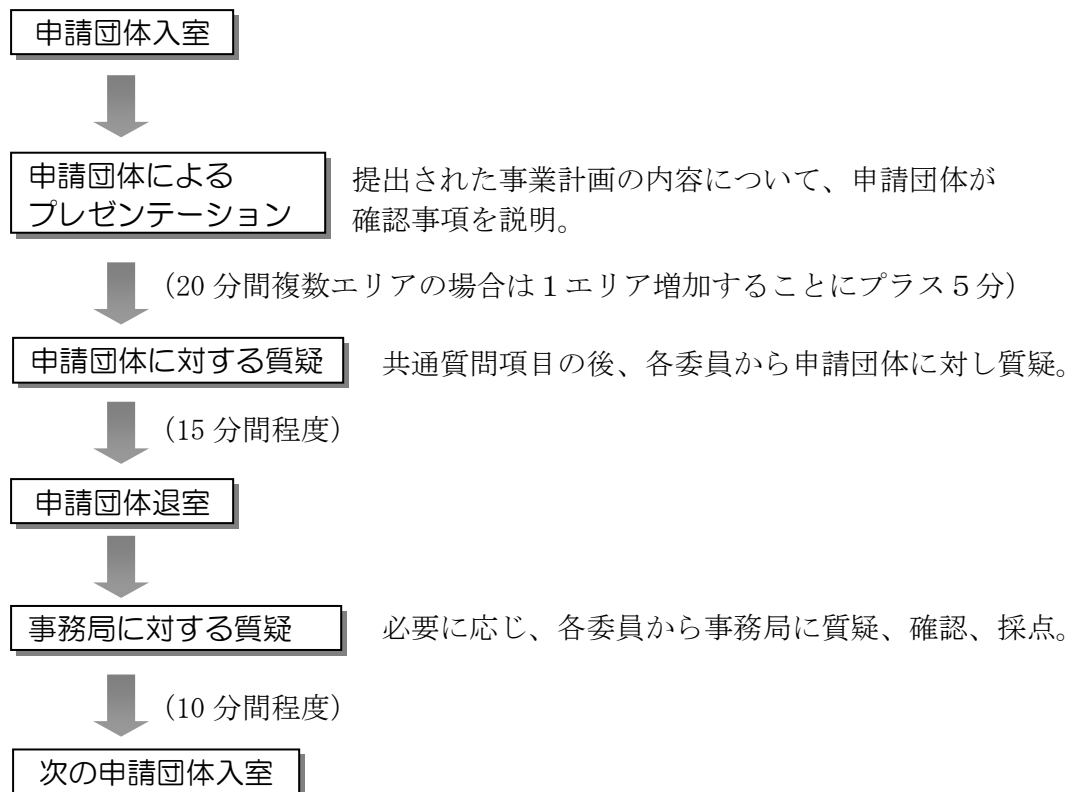 申請団体入室
申請団体による
プレゼンテーション
提出された事業計画の内容について、申請団体が
確認事項を説明。
（20 分間複数エリアの場合は１エリア増加することにプラス５分）
申請団体に対する質疑
共通質問項目の後、各委員から申請団体に対し質疑。
（15 分間程度）
申請団体退室
事務局に対する質疑
必要に応じ、各委員から事務局に質疑、確認、採点。
（10 分間程度）
次の申請団体入室